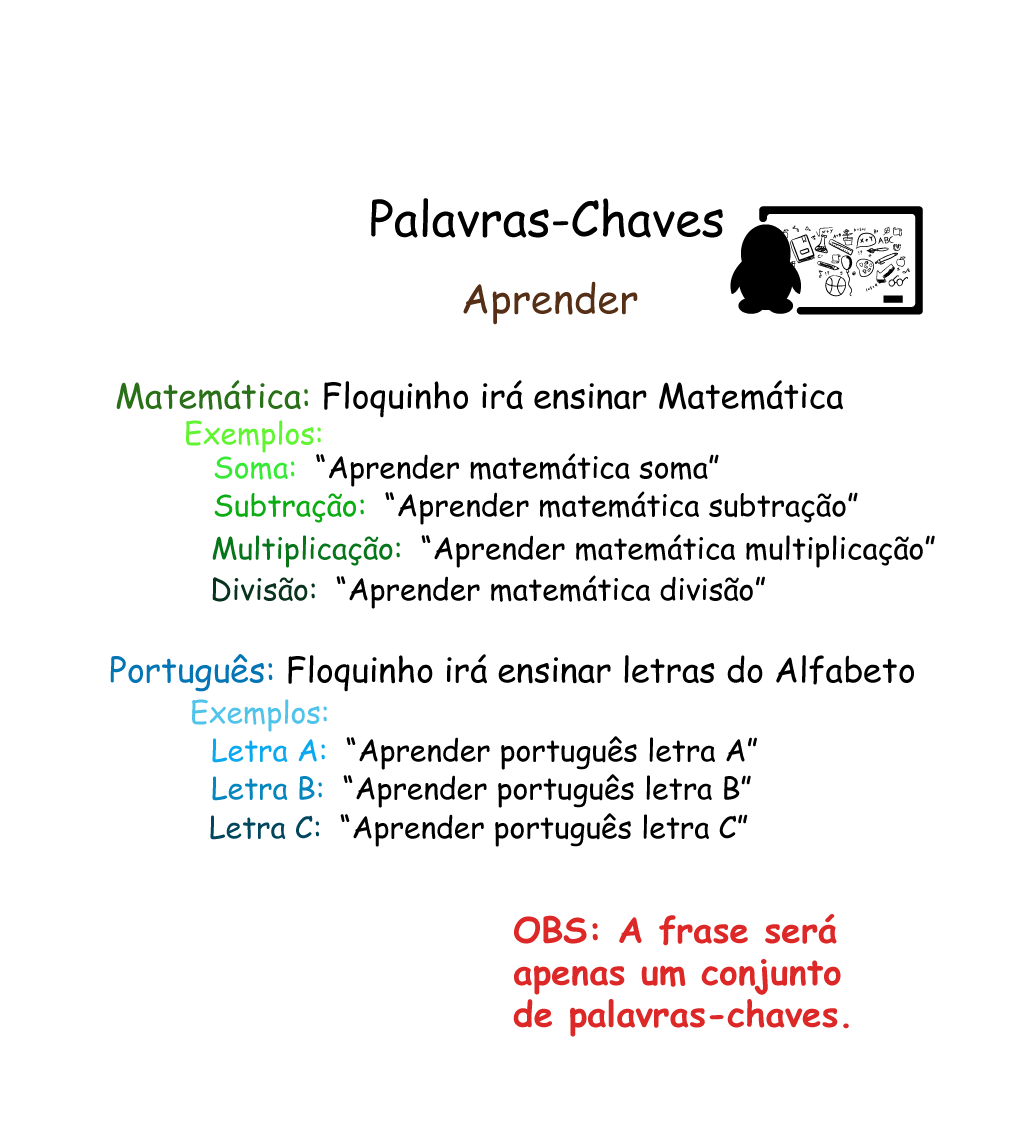 Palavras-Chaves
Aprender
Matemática: Floquinho irá ensinar Matemática
Exemplos:
Soma: “Aprender matemática soma”
Subtração: “Aprender matemática subtração”
Multiplicação: “Aprender matemática multiplicação”
Divisão: “Aprender matemática divisão”
Português: Floquinho irá ensinar letras do Alfabeto
Exemplos:
Letra A: “Aprender português letra A”
Letra B: “Aprender português letra B”
Letra C: “Aprender português letra C”
OBS: A frase será
apenas um conjunto
de palavras-chaves.
ABC